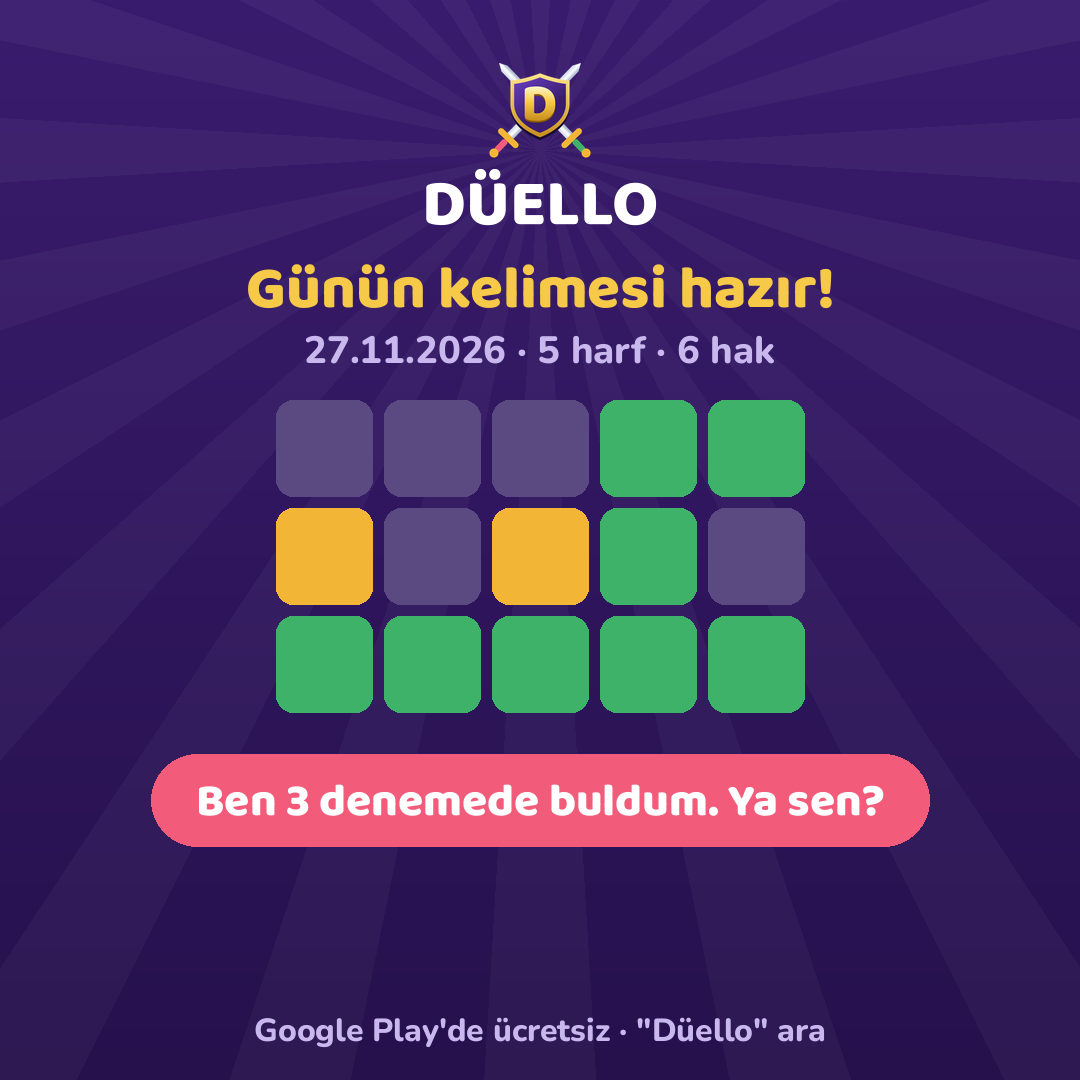 D
DÜELLO
Günün kelimesi hazır!
27.11.2026 · 5 harf · 6 hak
Ben 3 denemede buldum. Ya sen?
Google Play'de ücretsiz · "Düello" ara